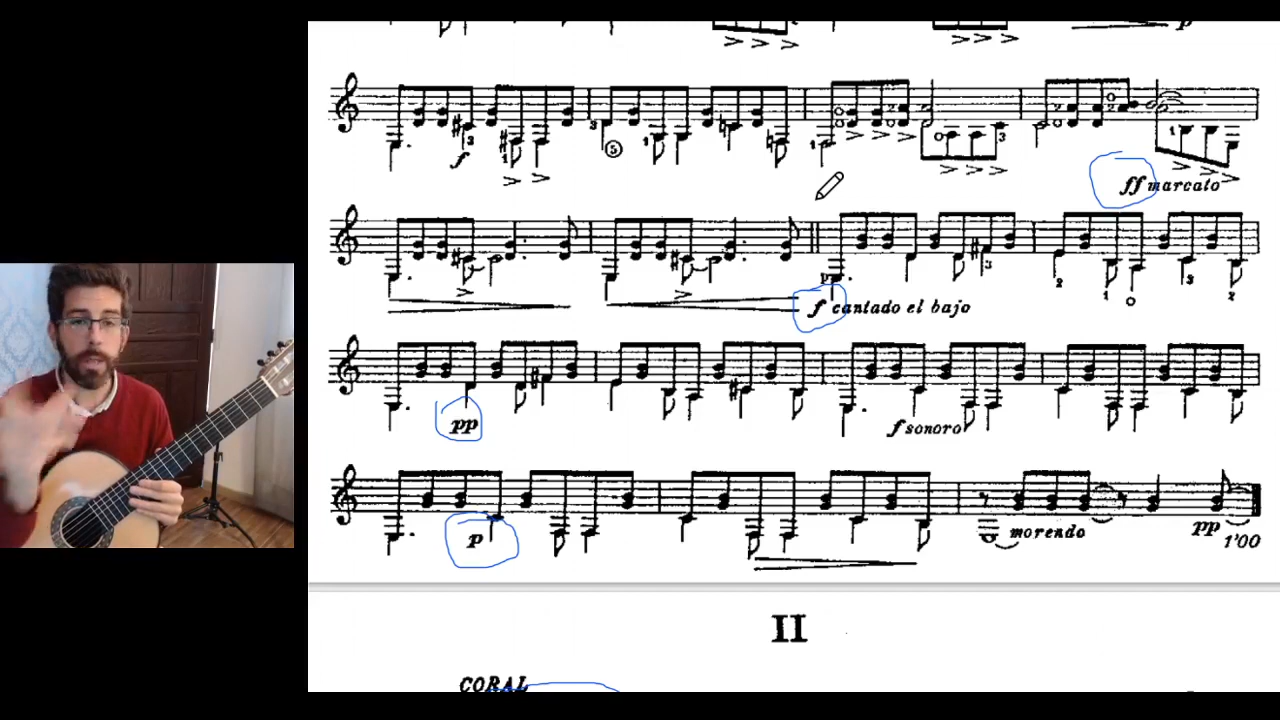 p
f
ff marcato
f cantado el bajo
pp
f sonoro
p
morendo
pp
1'00
II
CORAL